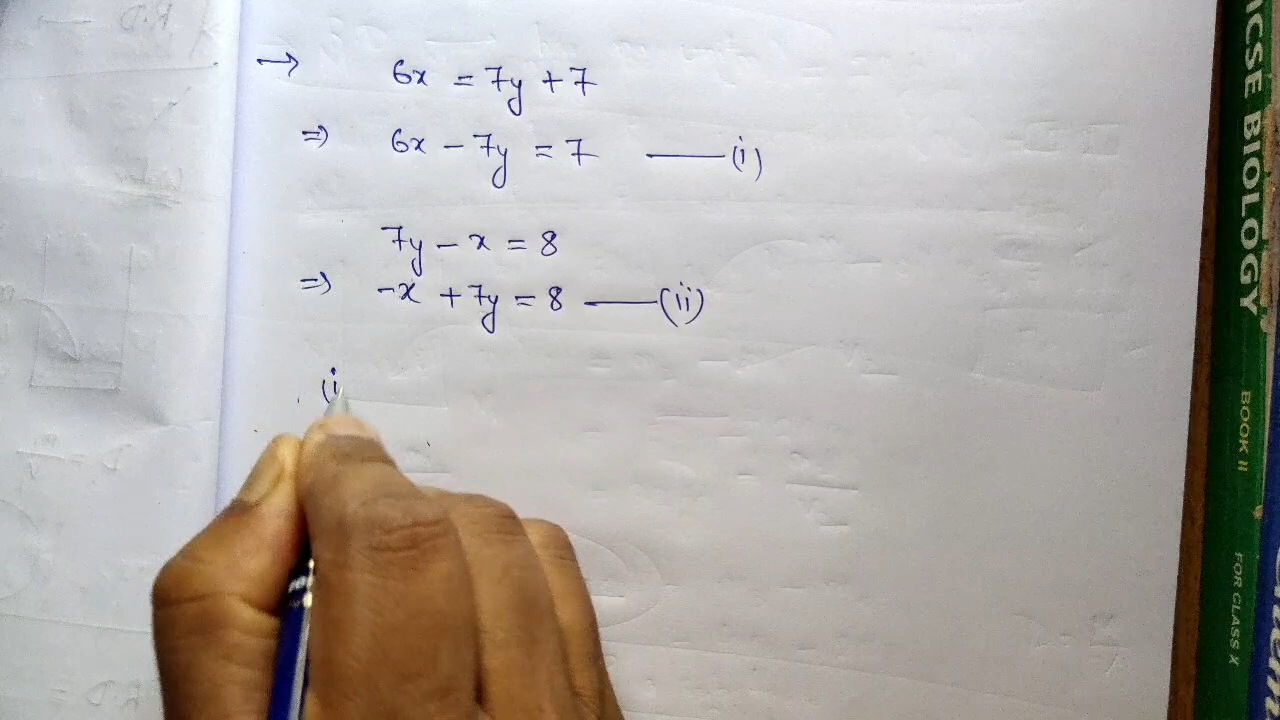 → 6x = 7y + 7
⇒ 6x - 7y = 7 —— (i)
7y - x = 8
⇒ -x + 7y = 8 —— (ii)
(i
ICSE BIOLOGY
BOOK II
FOR CLASS X